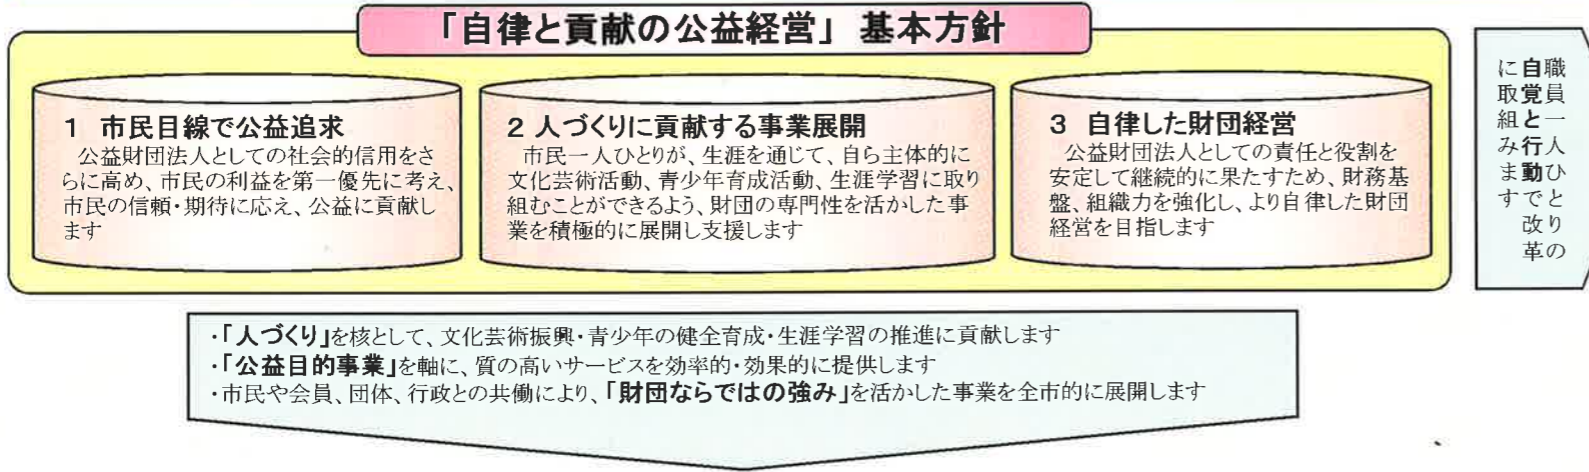 「自律と貢献の公益経営」 基本方針
1 市民目線で公益追求
公益財団法人としての社会的信用をさ
らに高め、市民の利益を第一優先に考え、
市民の信頼・期待に応え、公益に貢献し
ます
2 人づくりに貢献する事業展開
市民一人ひとりが、生涯を通じて、自ら主体的に
文化芸術活動、青少年育成活動、生涯学習に取り
組むことができるよう、財団の専門性を活かした事
業を積極的に展開し支援します
3 自律した財団経営
公益財団法人としての責任と役割を
安定して継続的に果たすため、財務基
盤、組織力を強化し、より自律した財団
経営を目指します
職員一人ひとりの
自覚と行動で改革
に取組みます
・「人づくり」を核として、文化芸術振興・青少年の健全育成・生涯学習の推進に貢献します
・「公益目的事業」を軸に、質の高いサービスを効率的・効果的に提供します
・市民や会員、団体、行政との共働により、「財団ならではの強み」を活かした事業を全市的に展開します